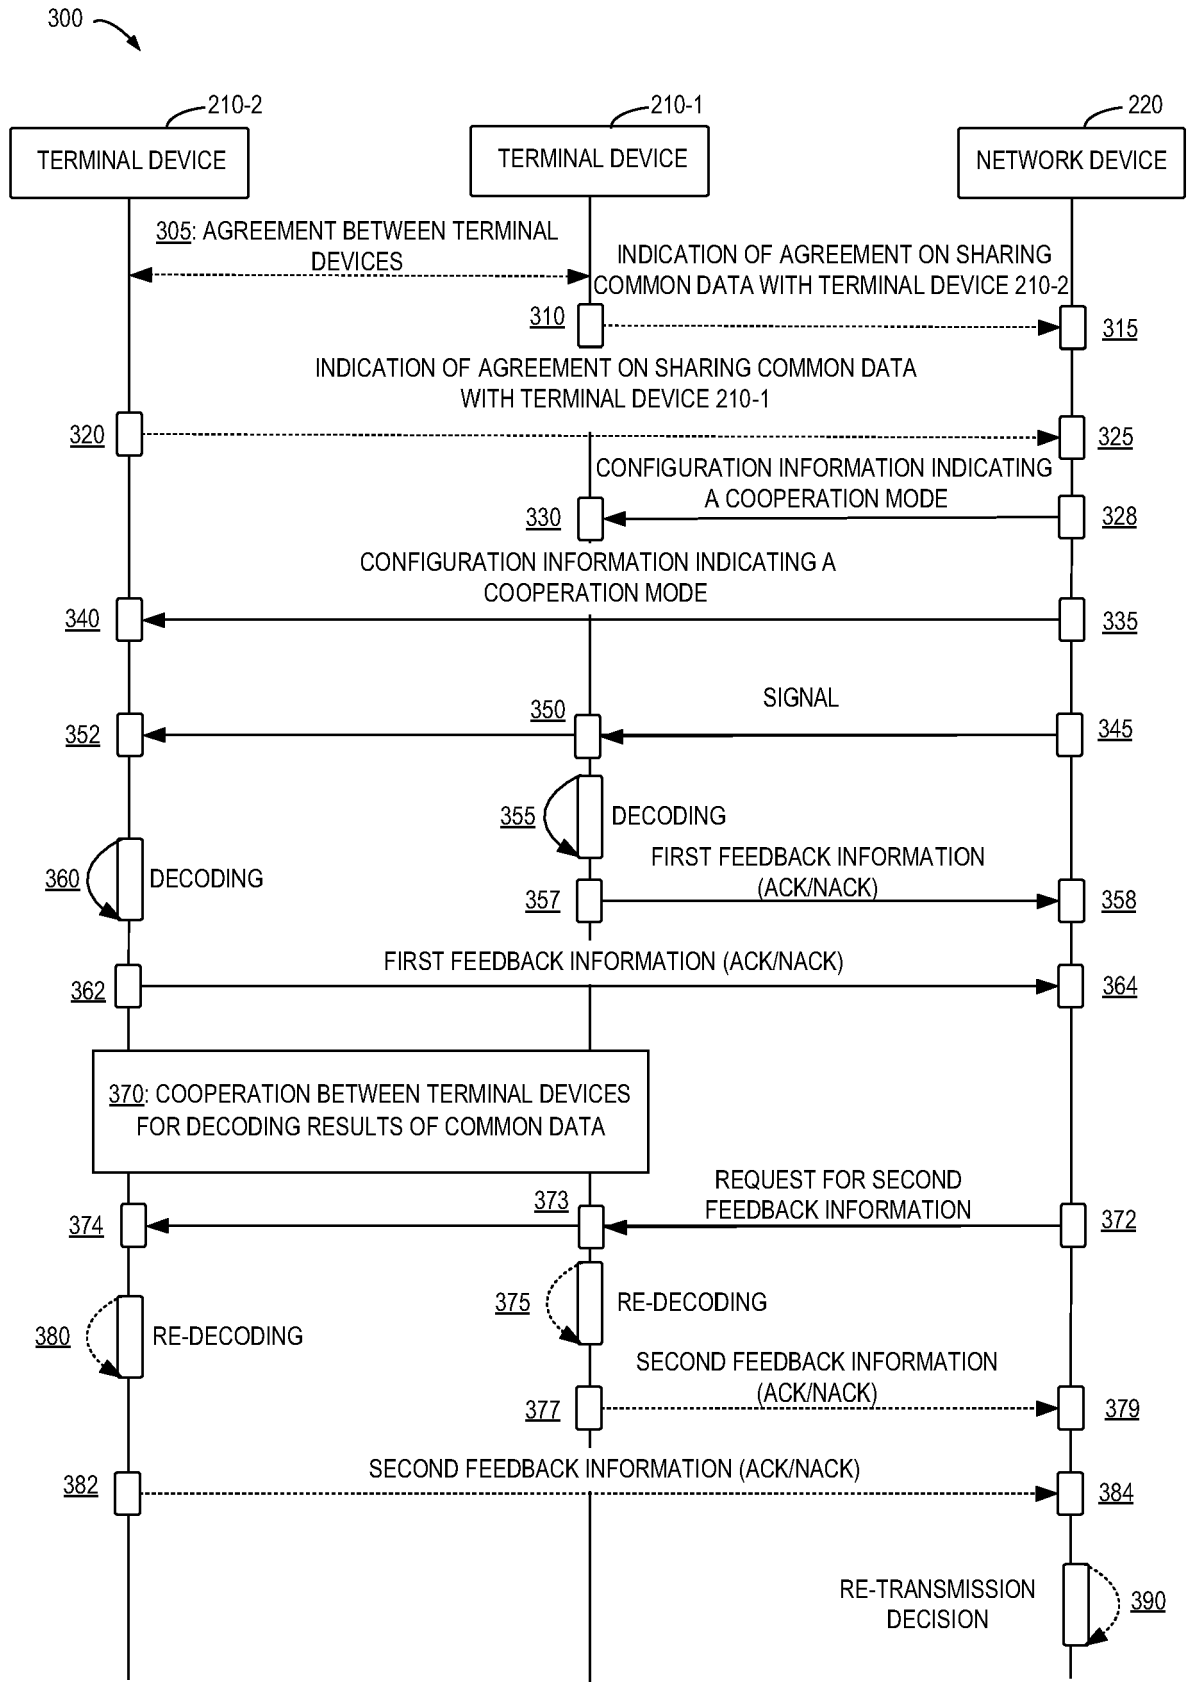 300
210-2
210-1
220
TERMINAL DEVICE
TERMINAL DEVICE
NETWORK DEVICE
305: AGREEMENT BETWEEN TERMINAL
DEVICES
INDICATION OF AGREEMENT ON SHARING
COMMON DATA WITH TERMINAL DEVICE 210-2
310
315
INDICATION OF AGREEMENT ON SHARING COMMON DATA
WITH TERMINAL DEVICE 210-1
320
325
CONFIGURATION INFORMATION INDICATING
A COOPERATION MODE
330
328
CONFIGURATION INFORMATION INDICATING A
COOPERATION MODE
340
335
SIGNAL
352
350
345
355
DECODING
360
DECODING
FIRST FEEDBACK INFORMATION
(ACK/NACK)
357
358
FIRST FEEDBACK INFORMATION (ACK/NACK)
362
364
370: COOPERATION BETWEEN TERMINAL DEVICES
FOR DECODING RESULTS OF COMMON DATA
REQUEST FOR SECOND
FEEDBACK INFORMATION
374
373
372
375
RE-DECODING
380
RE-DECODING
SECOND FEEDBACK INFORMATION
(ACK/NACK)
377
379
SECOND FEEDBACK INFORMATION (ACK/NACK)
382
384
RE-TRANSMISSION
DECISION
390